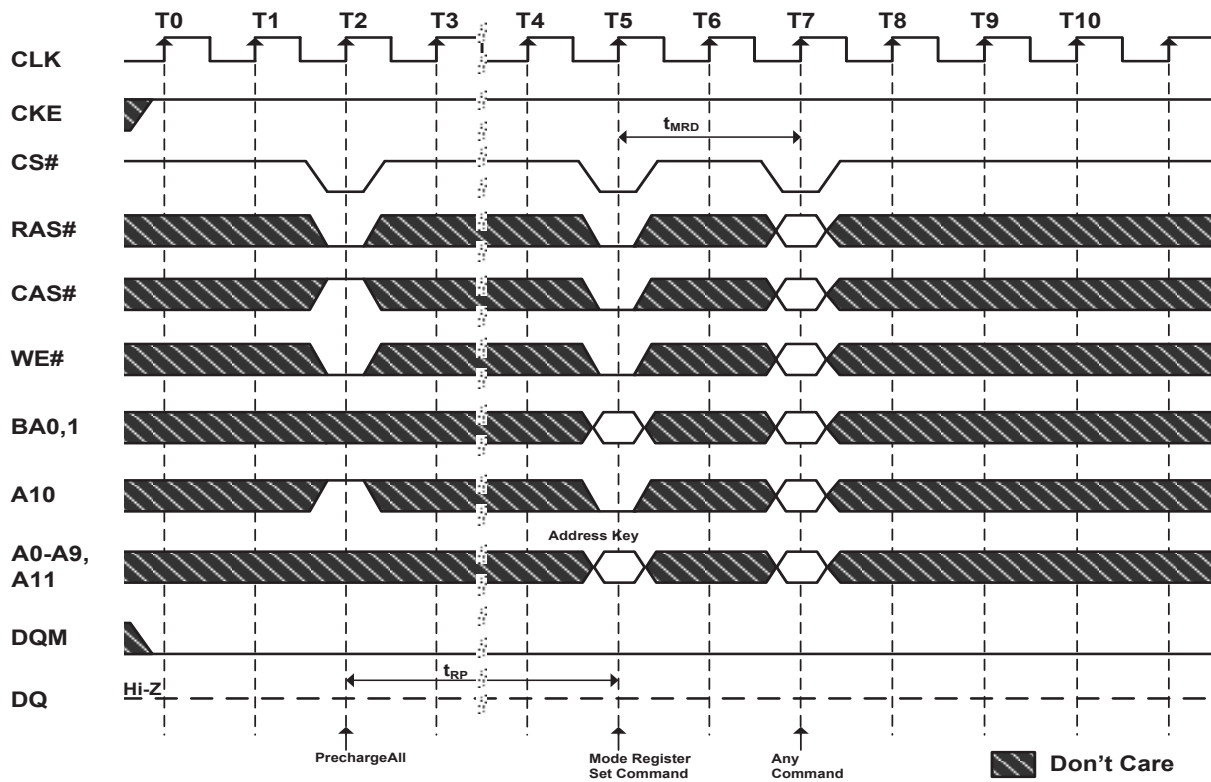 T0 T1 T2 T3 T4 T5 T6 T7 T8 T9 T10
CLK
CKE
tMRD
CS#
RAS#
CAS#
WE#
BA0,1
A10
Address Key
A0-A9,
A11
DQM
tRP
Hi-Z
DQ
PrechargeAll
Mode Register
Set Command
Any
Command
Don't Care